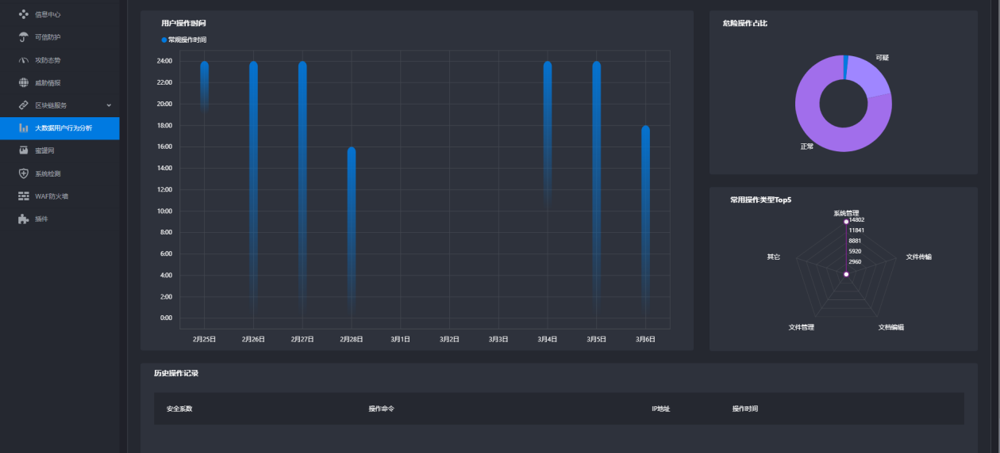 信息中心
可信防护
攻防态势
威胁情报
区块链服务
大数据用户行为分析
蜜罐网
系统检测
WAF防火墙
插件
用户操作时间
常规操作时间
24:00
22:00
20:00
18:00
16:00
14:00
12:00
10:00
8:00
6:00
4:00
2:00
0:00
2月25日 2月26日 2月27日 2月28日 3月1日 3月2日 3月3日 3月4日 3月5日 3月6日
危险操作占比
可疑
正常
常用操作类型Top5
系统管理
14802
11841
8881
5920
2960
其它
文件传输
文件管理
文档编辑
历史操作记录
安全系数 操作命令 IP地址 操作时间